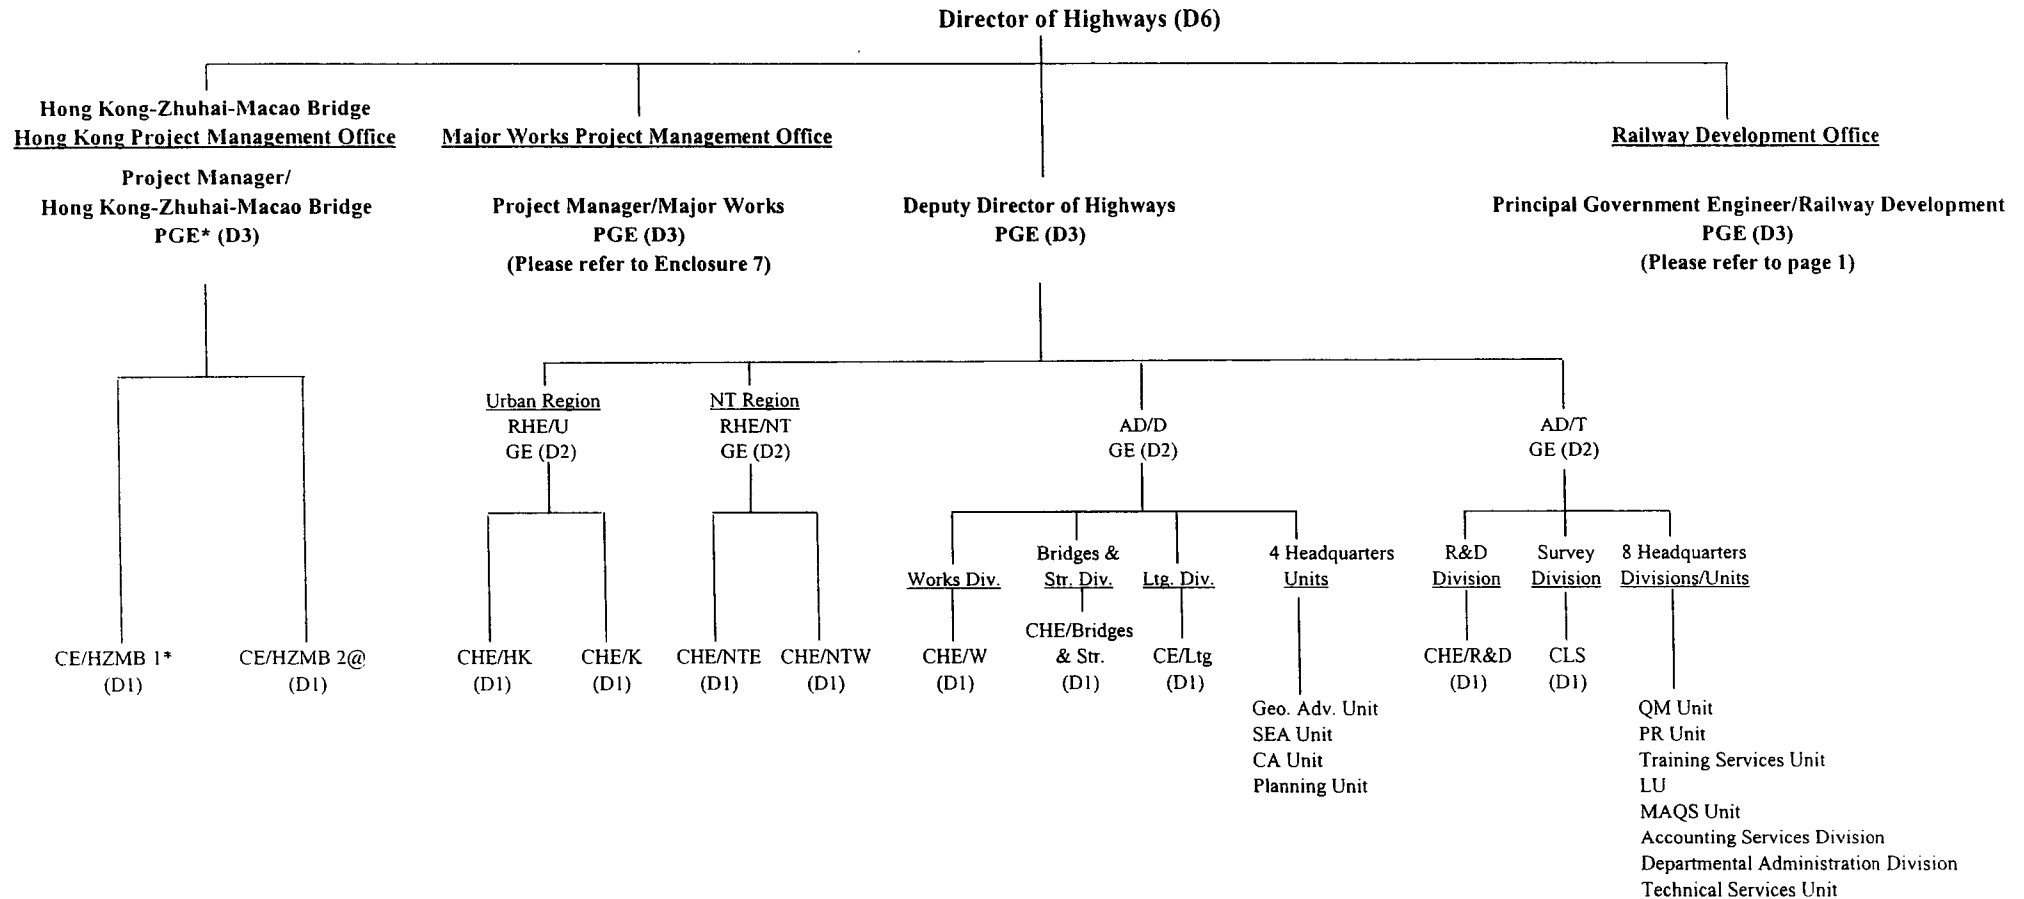 Director of Highways (D6)
Hong Kong-Zhuhai-Macao Bridge
Hong Kong Project Management Office
Project Manager/
Hong Kong-Zhuhai-Macao Bridge
PGE* (D3)
Major Works Project Management Office
Project Manager/Major Works
PGE (D3)
(Please refer to Enclosure 7)
Deputy Director of Highways
PGE (D3)
Railway Development Office
Principal Government Engineer/Railway Development
PGE (D3)
(Please refer to page 1)
CE/HZMB 1*
(D1)
CE/HZMB 2@
(D1)
Urban Region
RHE/U
GE (D2)
CHE/HK
(D1)
CHE/K
(D1)
NT Region
RHE/NT
GE (D2)
CHE/NTE
(D1)
CHE/NTW
(D1)
AD/D
GE (D2)
Works Div.
CHE/W
(D1)
Bridges &
Str. Div.
CHE/Bridges
& Str.
(D1)
Ltg. Div.
CE/Ltg
(D1)
4 Headquarters
Units
Geo. Adv. Unit
SEA Unit
CA Unit
Planning Unit
AD/T
GE (D2)
R&D
Division
CHE/R&D
(D1)
Survey
Division
CLS
(D1)
8 Headquarters
Divisions/Units
QM Unit
PR Unit
Training Services Unit
LU
MAQS Unit
Accounting Services Division
Departmental Administration Division
Technical Services Unit